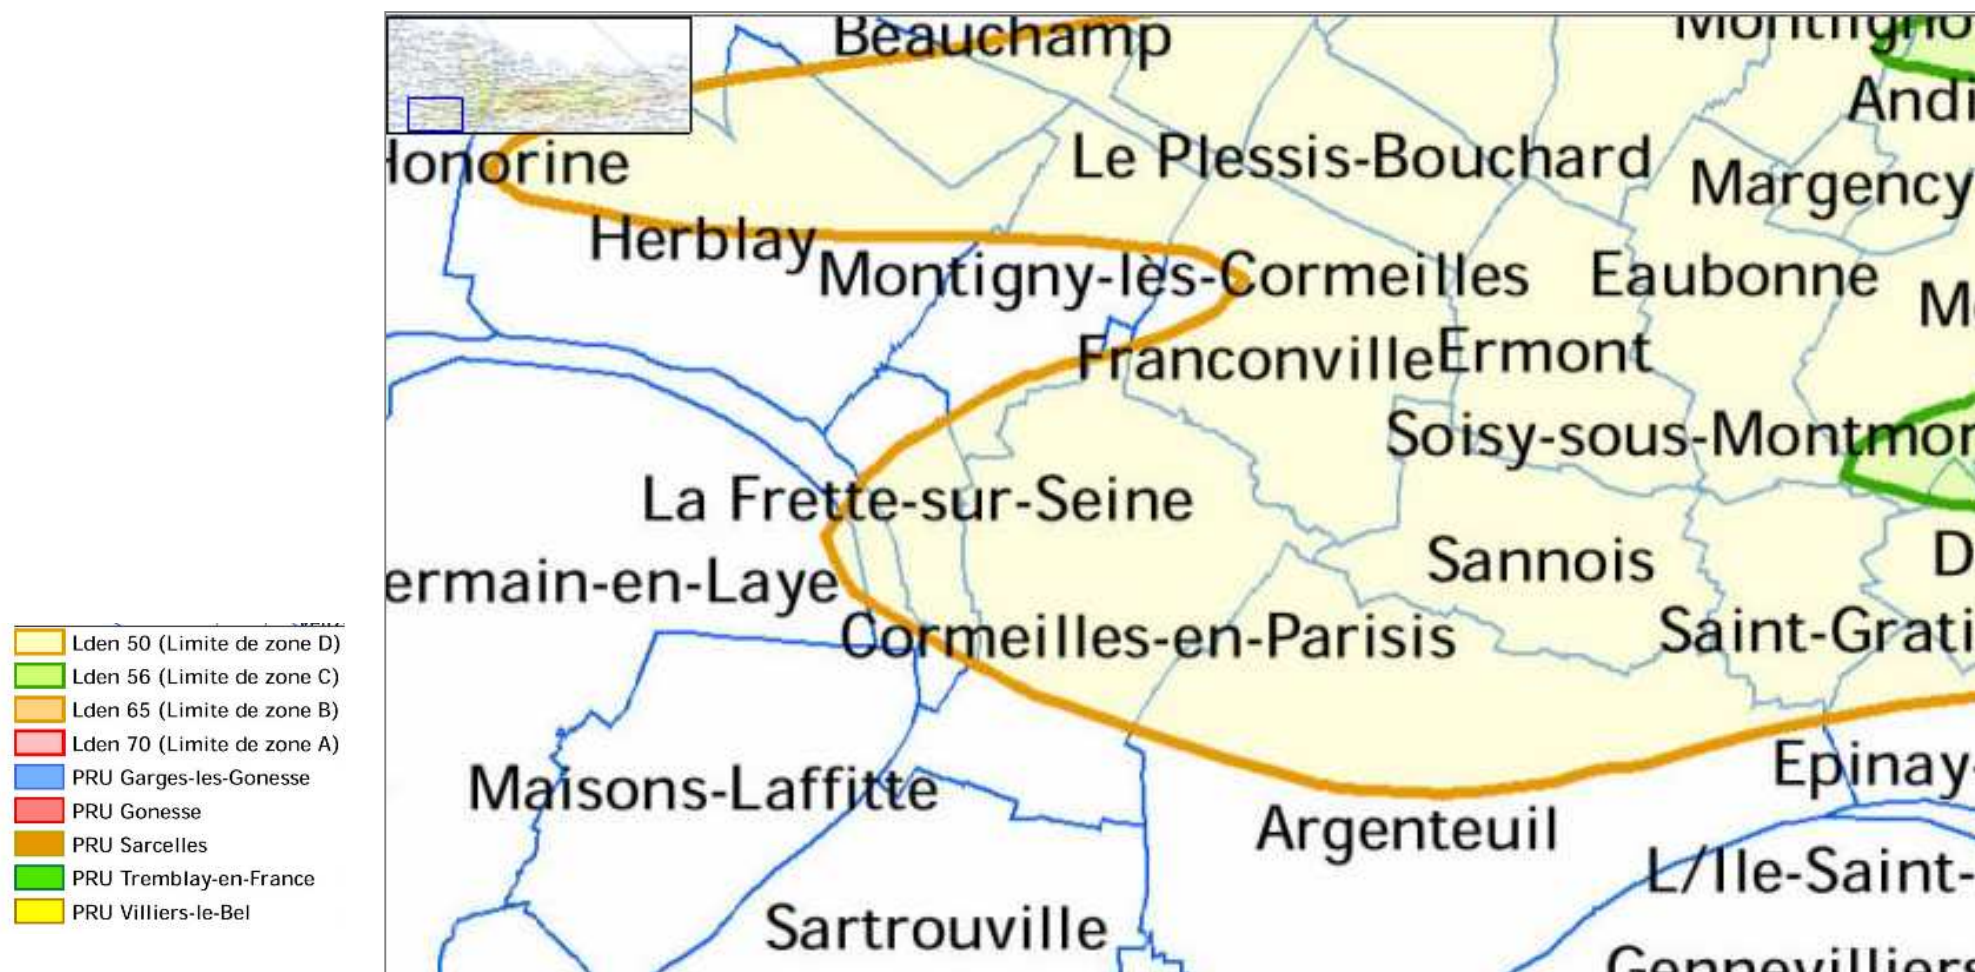 Beauchamp
Andi
Honorine
Le Plessis-Bouchard
Margency
Herblay
Montigny-lès-Cormeilles
Eaubonne
M
Franconville
Ermont
Soisy-sous-Montmor
La Frette-sur-Seine
Sannois
D
ermain-en-Laye
Cormeilles-en-Parisis
Saint-Grati
Maisons-Laffitte
Epinay-
Argenteuil
L/Ile-Saint-
Sartrouville
Gennevilliers
Lden 50 (Limite de zone D)
Lden 56 (Limite de zone C)
Lden 65 (Limite de zone B)
Lden 70 (Limite de zone A)
PRU Garges-les-Gonesse
PRU Gonesse
PRU Sarcelles
PRU Tremblay-en-France
PRU Villiers-le-Bel